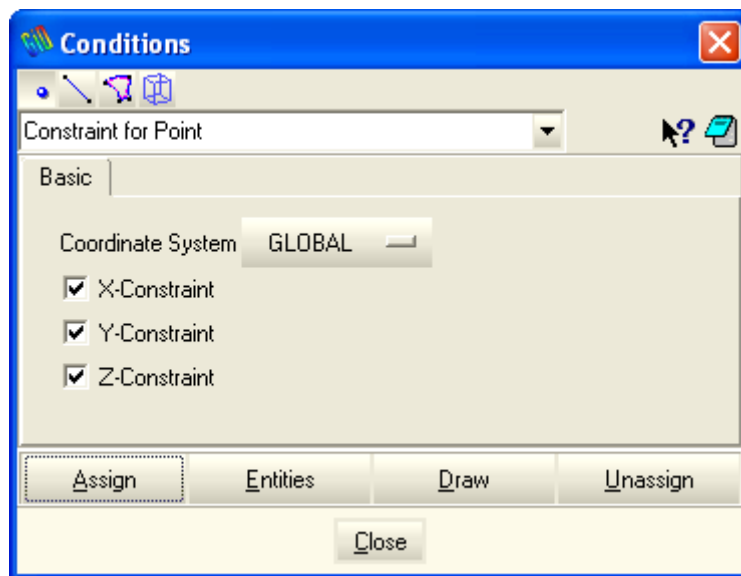 Conditions
Constraint for Point
Basic
Coordinate System GLOBAL
X-Constraint
Y-Constraint
Z-Constraint
Assign Entities Draw Unassign
Close